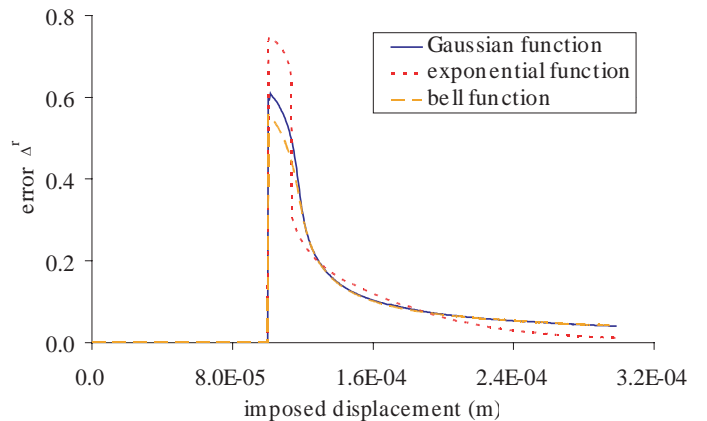 0.8
0.6
0.4
0.2
0.0
error Δr
Gaussian function
exponential function
bell function
0.0
8.0E-05
1.6E-04
2.4E-04
3.2E-04
imposed displacement (m)